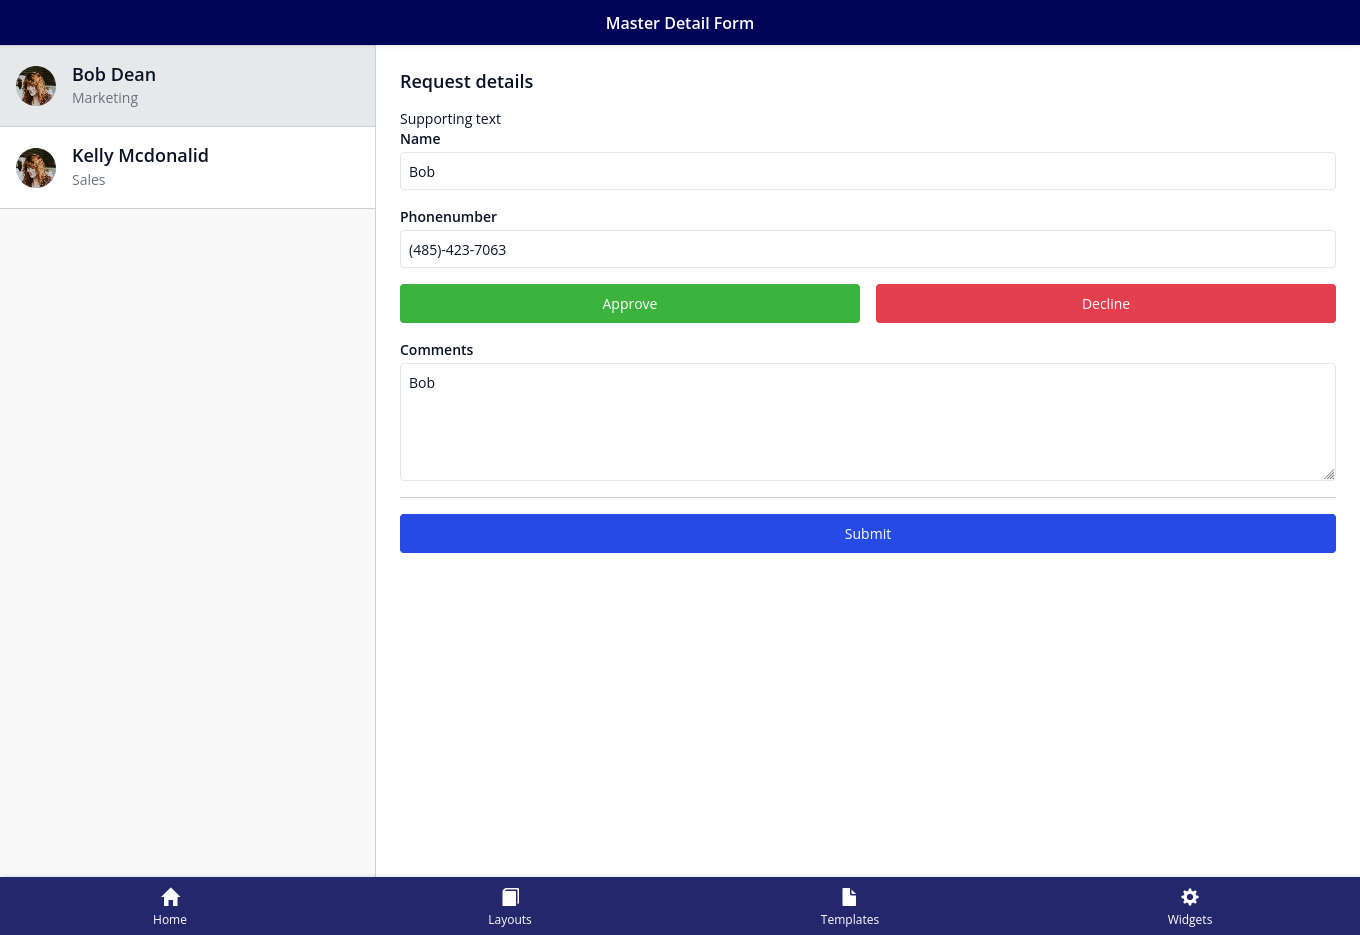 Master Detail Form
Bob Dean
Marketing
Kelly Mcdonalid
Sales
Request details
Supporting text
Name
Bob
Phonenumber
(485)-423-7063
Approve
Decline
Comments
Bob
Submit
Home
Layouts
Templates
Widgets